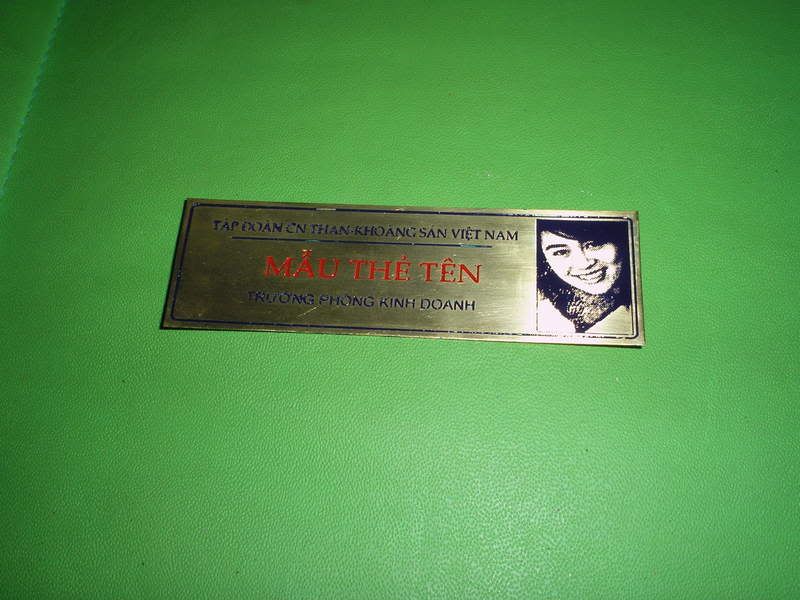 TẬP ĐOÀN CN THAN-KHOÁNG SẢN VIỆT NAM
MẪU THẺ TÊN
TRƯỞNG PHÒNG KINH DOANH